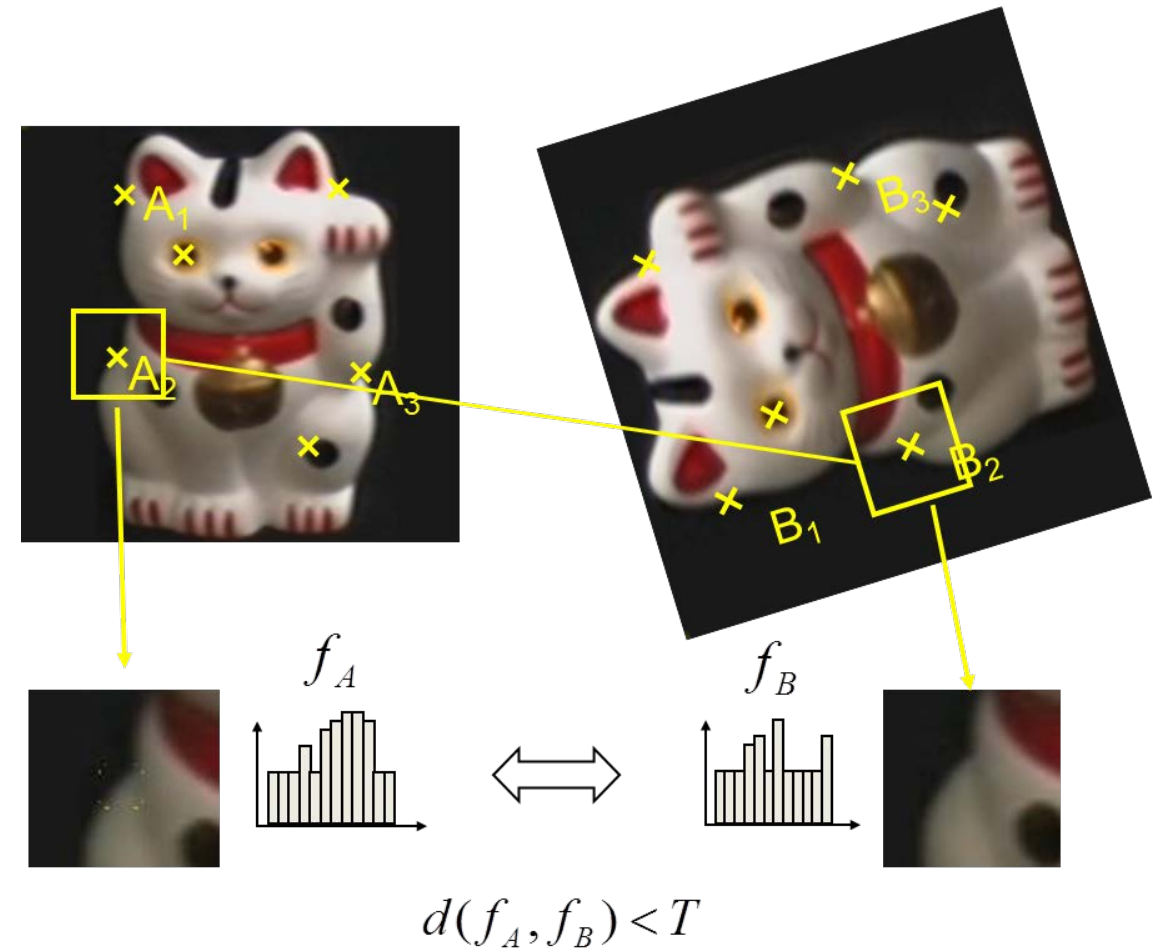 A₁
A₂
A₃
B₃
B₂
B₁
f_A
f_B
d(f_A, f_B) < T